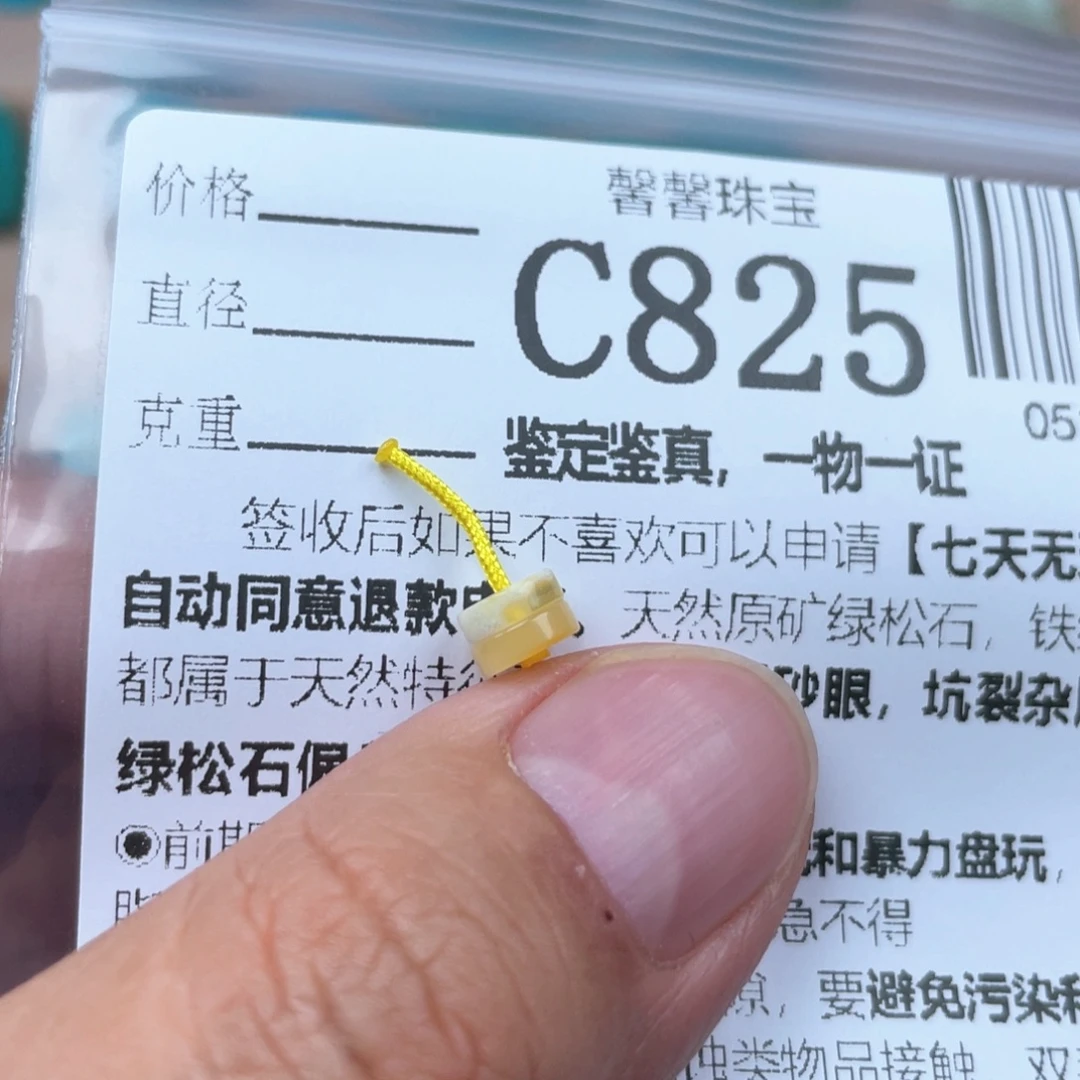 价格
馨馨珠宝
C825
直径
克重
05
鉴定鉴真，一物一证
签收后如果不喜欢可以申请【七天无
自动同意退款 天然原矿绿松石，铁
都属于天然特 砂眼，坑裂杂
绿松石佩
◉前期 和暴力盘玩，
急不得
要避免污染和
类物品接触，双